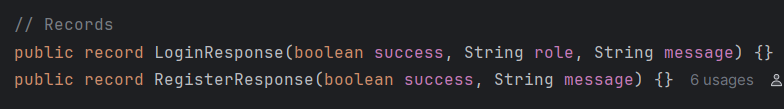 // Records
public record LoginResponse(boolean success, String role, String message) {}
public record RegisterResponse(boolean success, String message) {} 6 usages